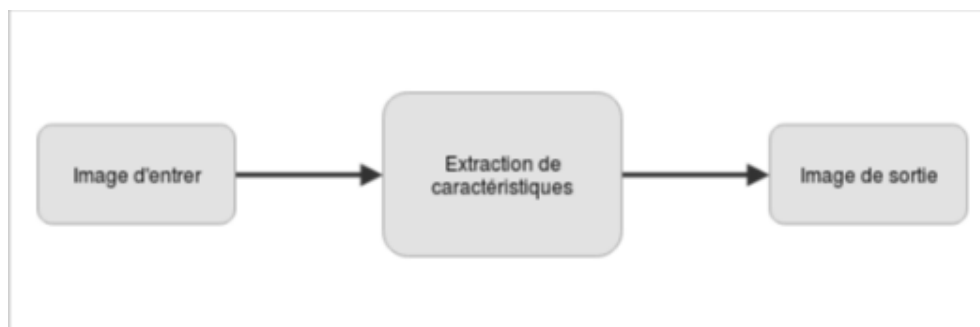 Image d'entrer
Extraction de
caractéristiques
Image de sortie